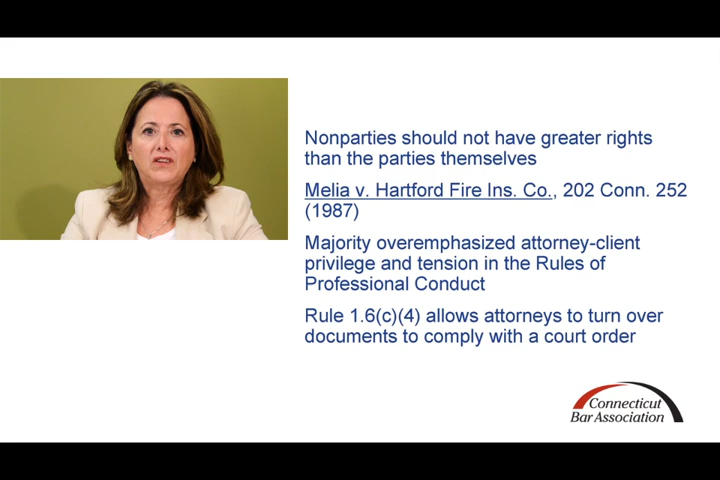 Nonparties should not have greater rights
than the parties themselves
Melia v. Hartford Fire Ins. Co., 202 Conn. 252
(1987)
Majority overemphasized attorney-client
privilege and tension in the Rules of
Professional Conduct
Rule 1.6(c)(4) allows attorneys to turn over
documents to comply with a court order
Connecticut
Bar Association